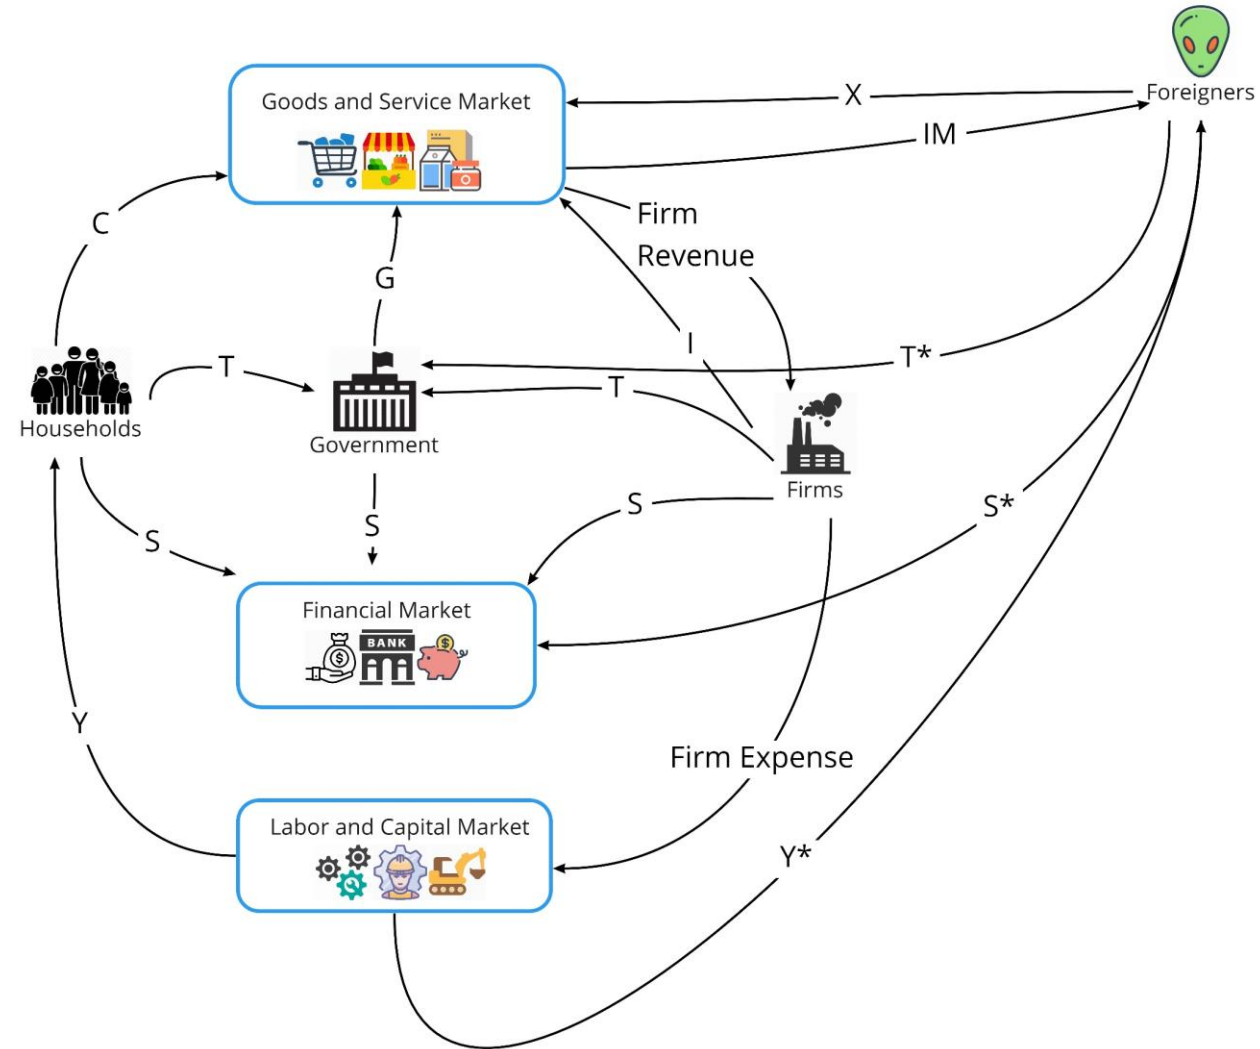 Foreigners
Goods and Service Market
X
IM
Firm
Revenue
C
G
I
T
T*
T
Households
Government
Firms
S
S
S
S*
Financial Market
BANK
$
$
Y
Firm Expense
Labor and Capital Market
Y*